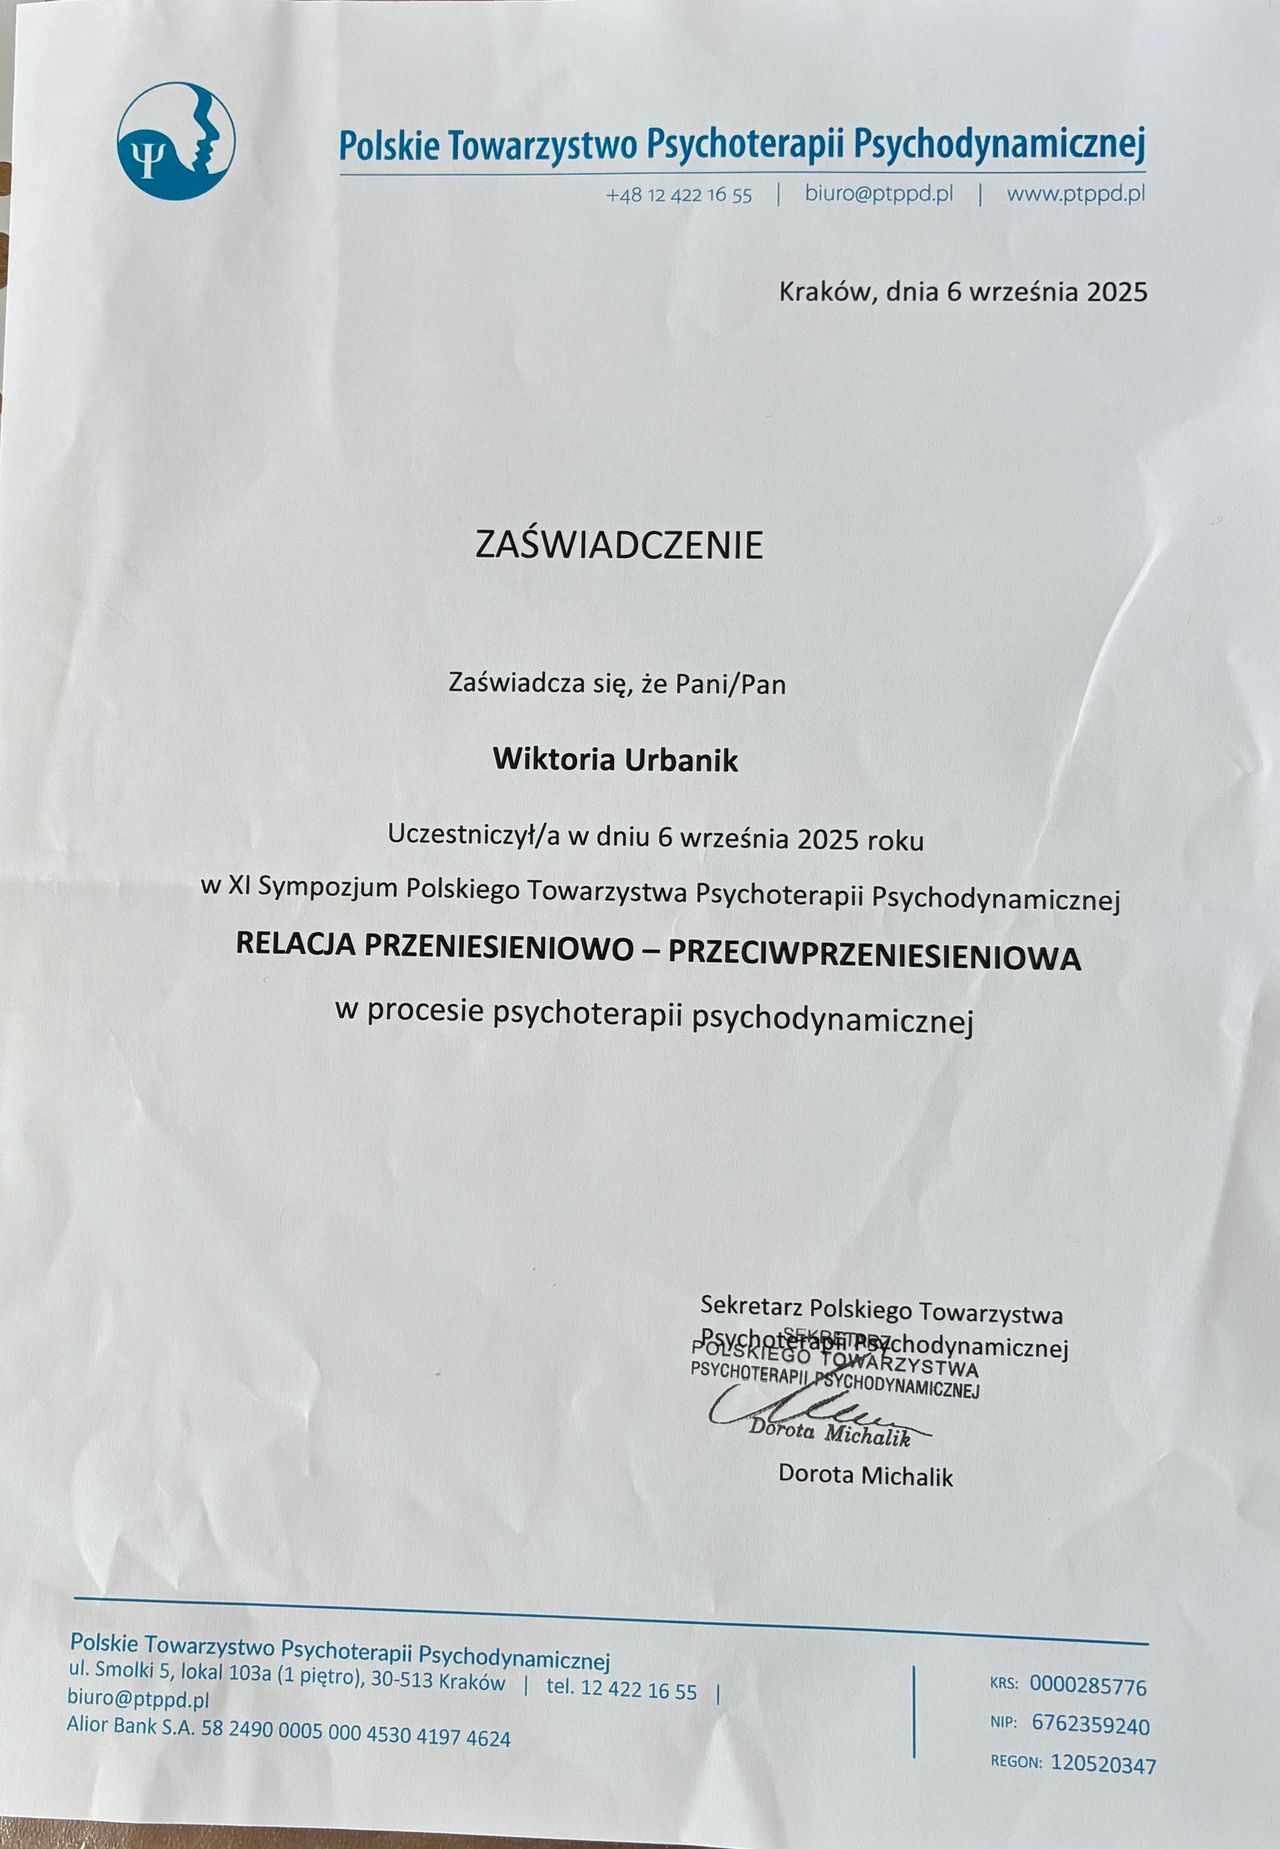 Ψ
Polskie Towarzystwo Psychoterapii Psychodynamicznej
+48 12 422 16 55 | biuro@ptppd.pl | www.ptppd.pl
Kraków, dnia 6 września 2025
ZAŚWIADCZENIE
Zaświadcza się, że Pani/Pan
Wiktoria Urbanik
Uczestniczył/a w dniu 6 września 2025 roku
w XI Sympozjum Polskiego Towarzystwa Psychoterapii Psychodynamicznej
RELACJA PRZENIESIENIOWO – PRZECIWPRZENIESIENIOWA
w procesie psychoterapii psychodynamicznej
Sekretarz Polskiego Towarzystwa
Psychoterapii Psychodynamicznej
SEKRETARZ
POLSKIEGO TOWARZYSTWA
PSYCHOTERAPII PSYCHODYNAMICZNEJ
Dorota Michalik
Dorota Michalik
Polskie Towarzystwo Psychoterapii Psychodynamicznej
ul. Smolki 5, lokal 103a (1 piętro), 30-513 Kraków | tel. 12 422 16 55 |
biuro@ptppd.pl
Alior Bank S.A. 58 2490 0005 000 4530 4197 4624
KRS: 0000285776
NIP: 6762359240
REGON: 120520347